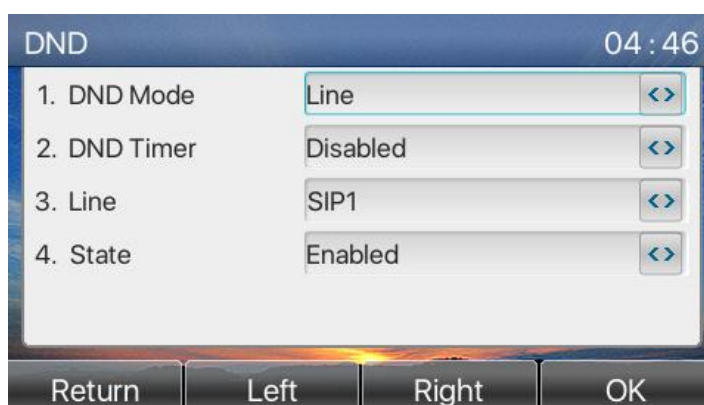 DND 04:46
1. DND Mode Line
2. DND Timer Disabled
3. Line SIP1
4. State Enabled
Return Left Right OK